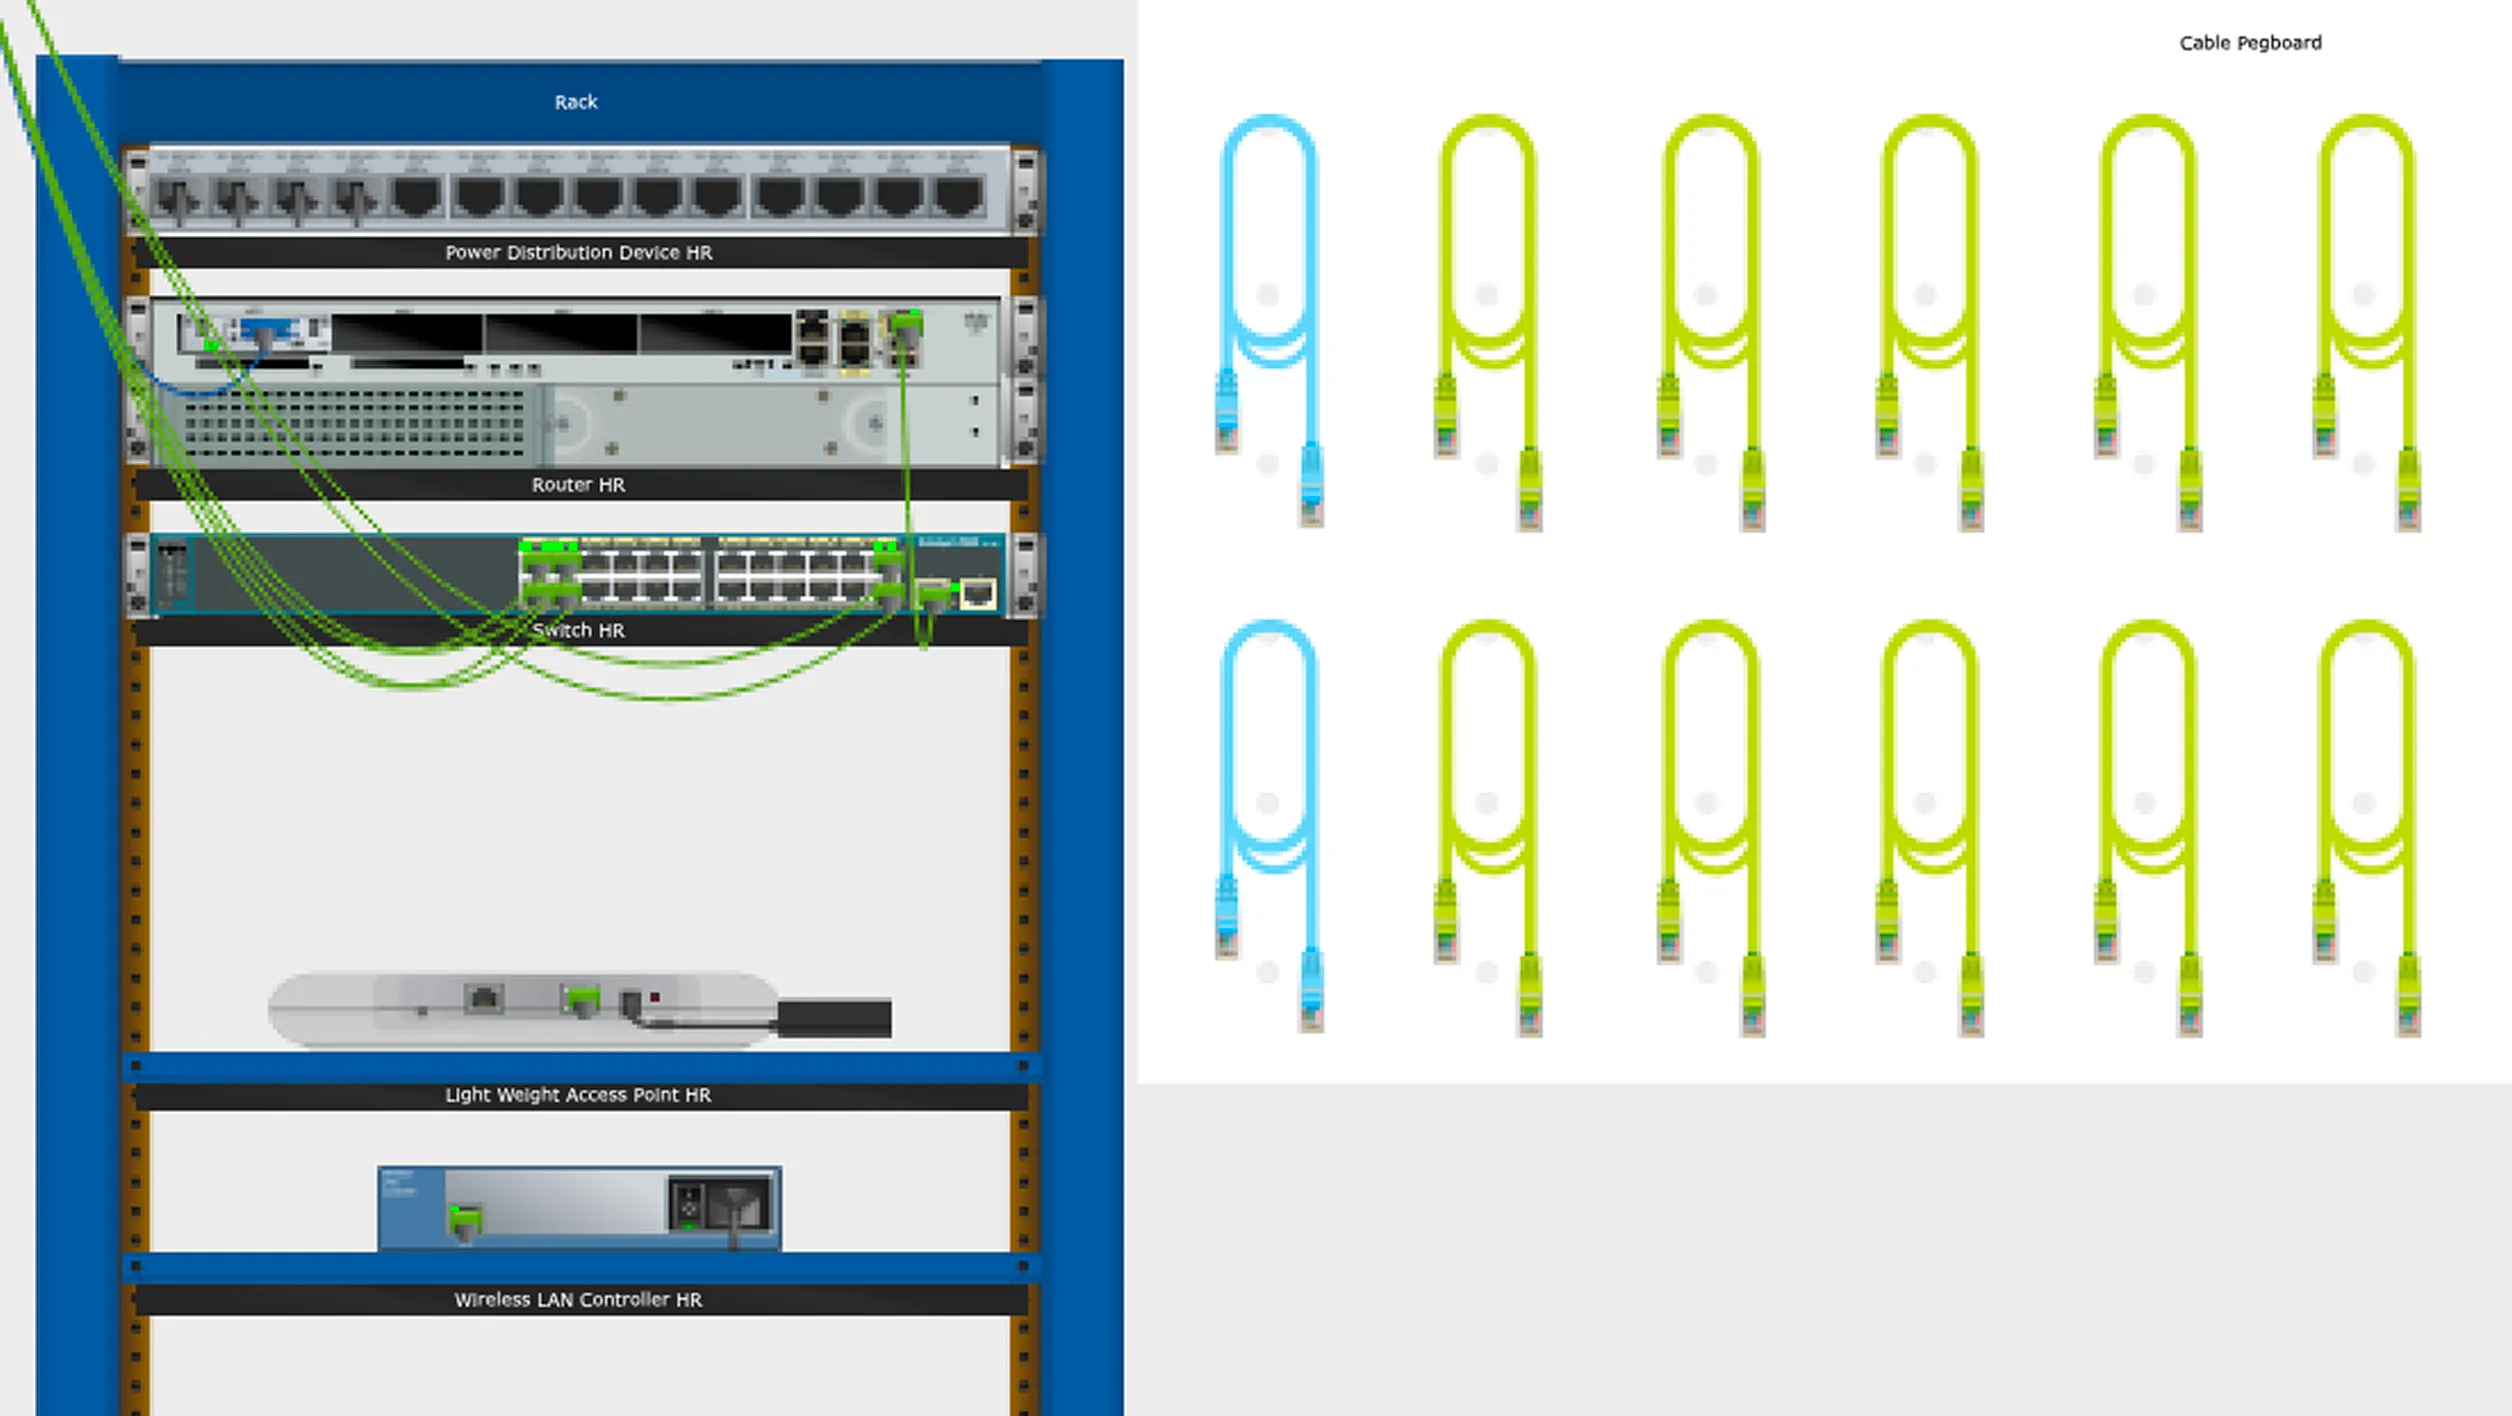 Cable Pegboard
Rack
Power Distribution Device HR
Router HR
Switch HR
Light Weight Access Point HR
Wireless LAN Controller HR